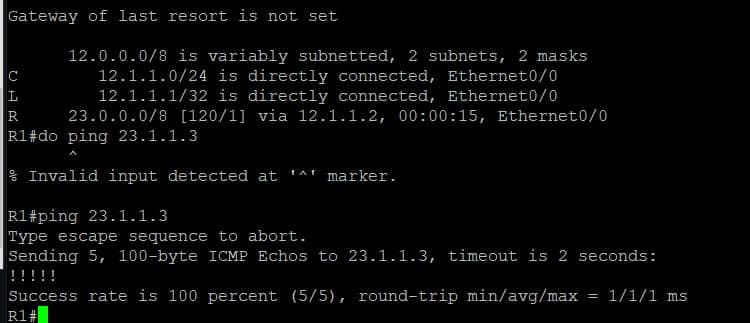 Gateway of last resort is not set
12.0.0.0/8 is variably subnetted, 2 subnets, 2 masks
C 12.1.1.0/24 is directly connected, Ethernet0/0
L 12.1.1.1/32 is directly connected, Ethernet0/0
R 23.0.0.0/8 [120/1] via 12.1.1.2, 00:00:15, Ethernet0/0
R1#do ping 23.1.1.3
^
% Invalid input detected at '^' marker.
R1#ping 23.1.1.3
Type escape sequence to abort.
Sending 5, 100-byte ICMP Echos to 23.1.1.3, timeout is 2 seconds:
!!!!!
Success rate is 100 percent (5/5), round-trip min/avg/max = 1/1/1 ms
R1#